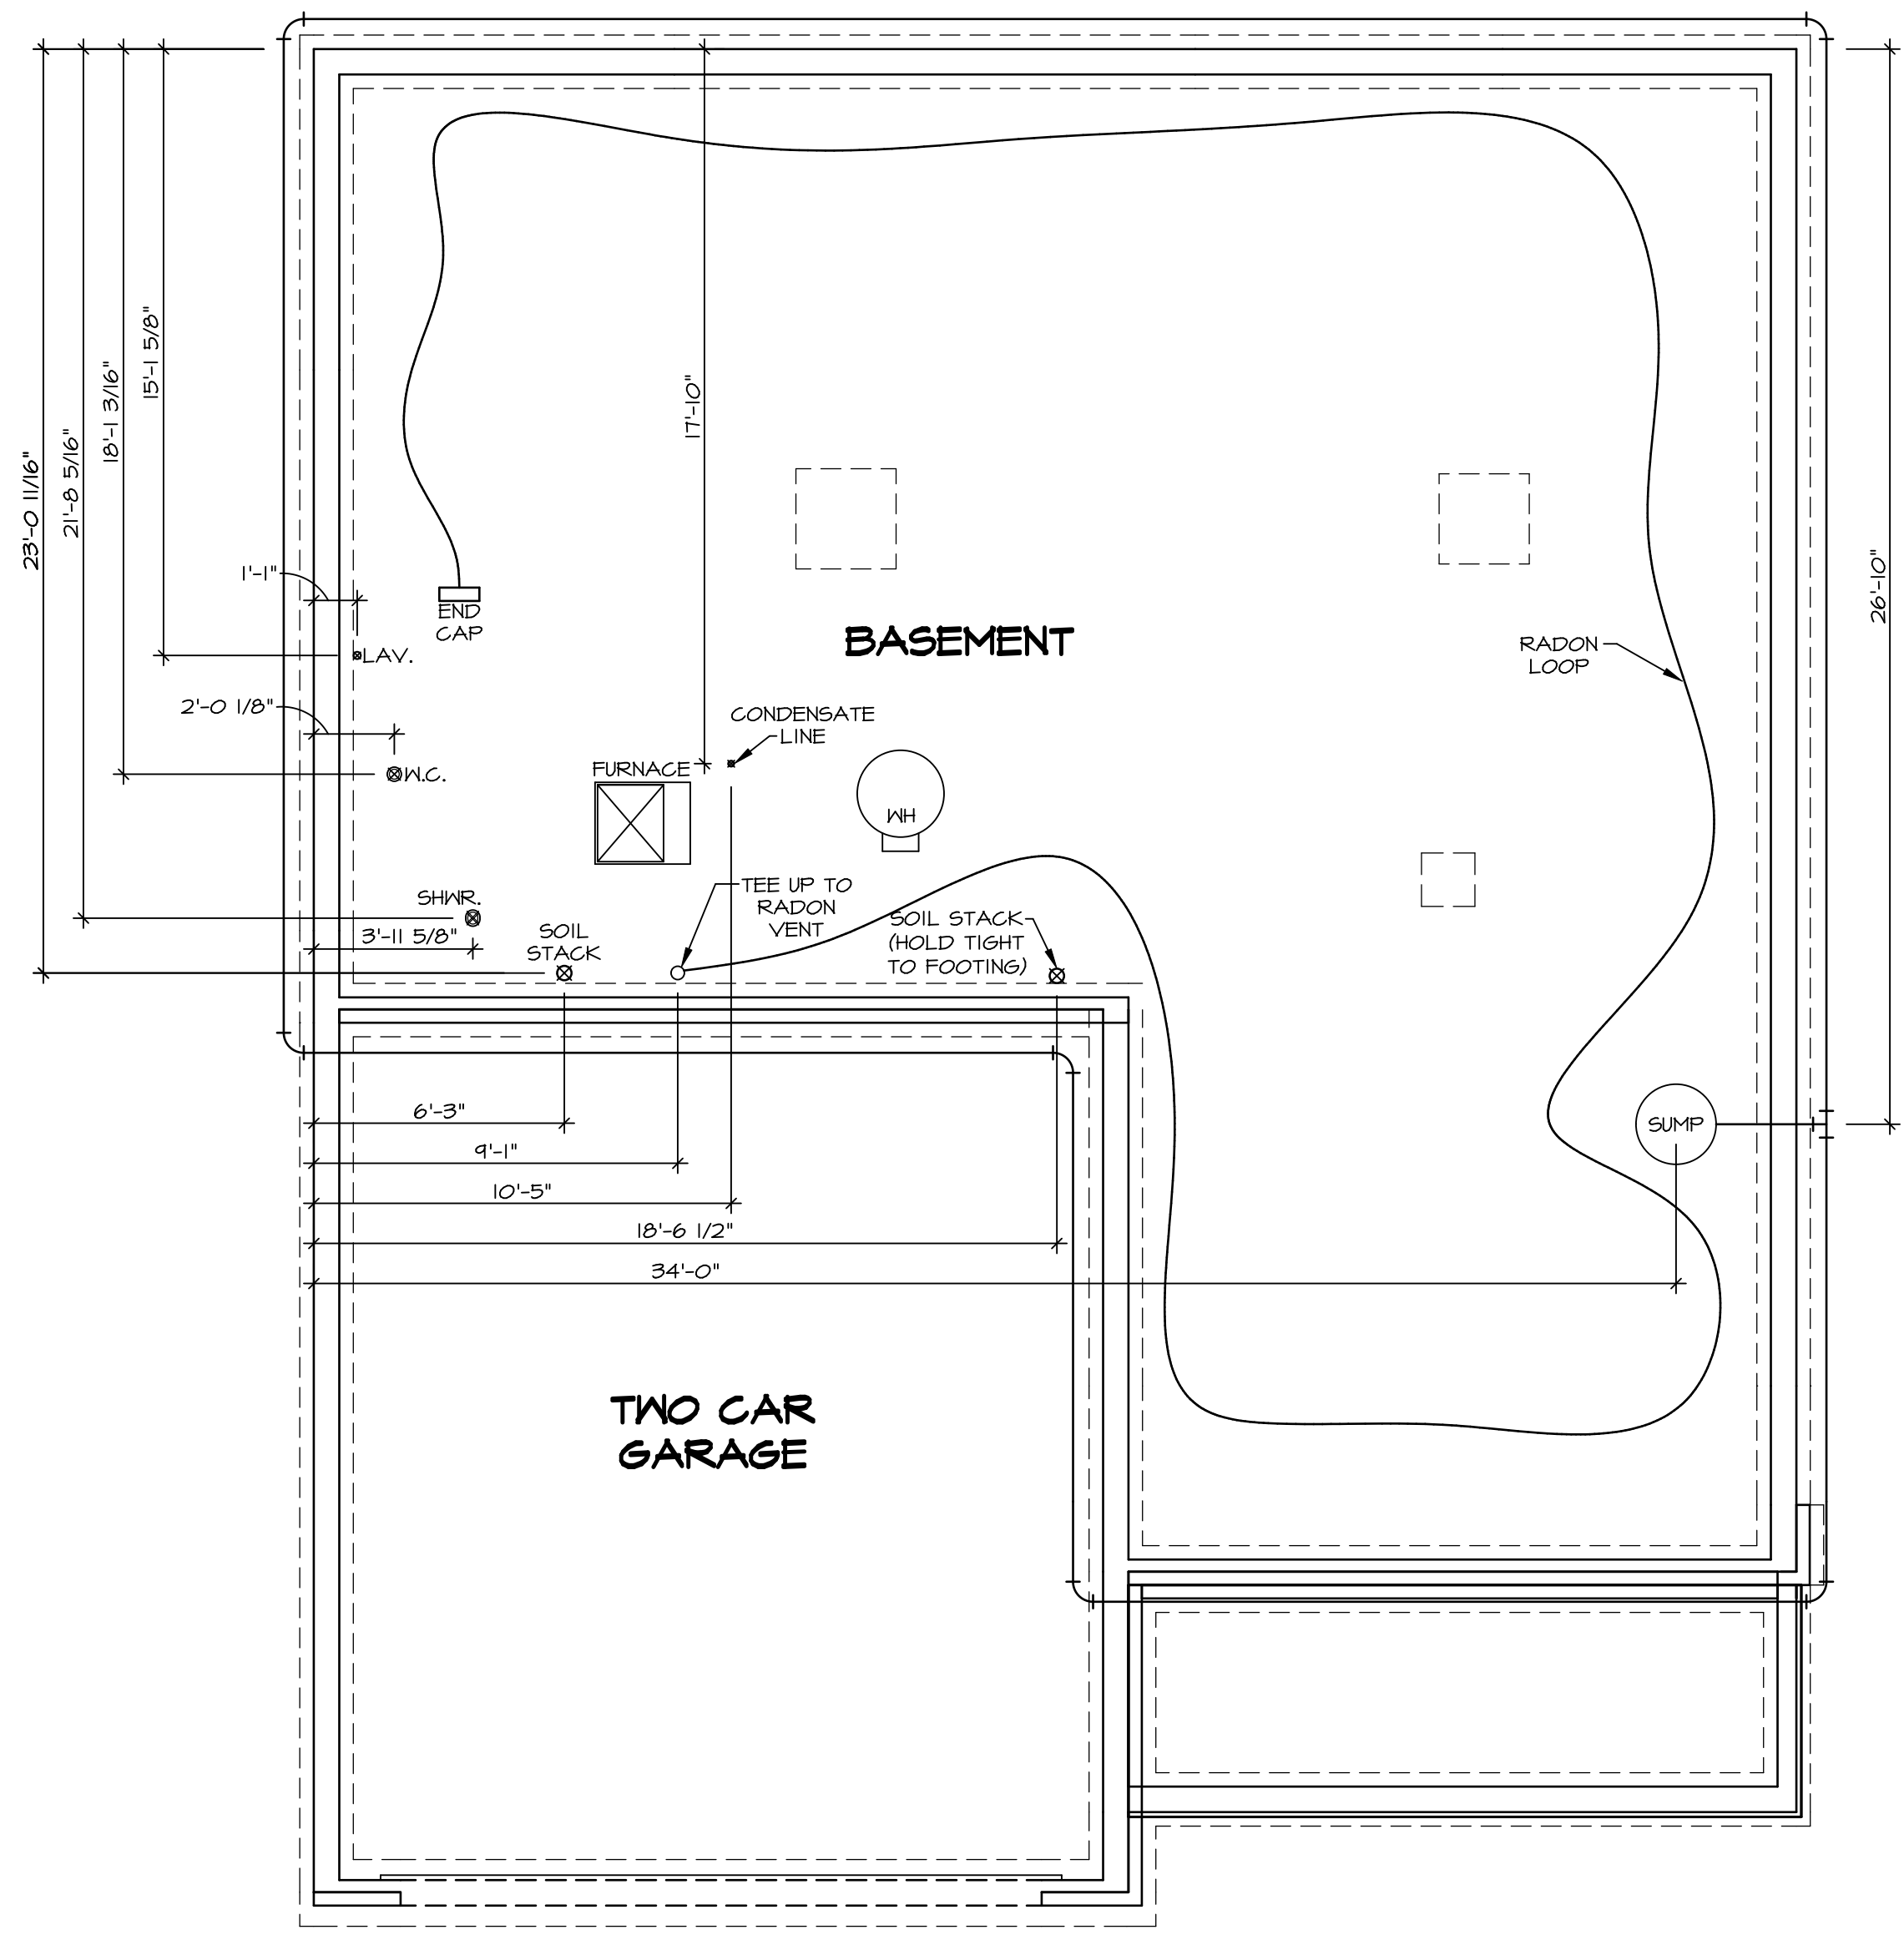 15'-1 5/8"
18'-1 3/16"
21'-8 5/16"
23'-0 11/16"
17'-10"
26'-10"
1'-1"
END
CAP
LAV.
BASEMENT
RADON
LOOP
2'-0 1/8"
CONDENSATE
LINE
W.C.
FURNACE
WH
SHWR.
3'-11 5/8"
SOIL
STACK
TEE UP TO
RADON
VENT
SOIL STACK
(HOLD TIGHT
TO FOOTING)
SUMP
6'-3"
9'-1"
10'-5"
18'-6 1/2"
34'-0"
TWO CAR
GARAGE